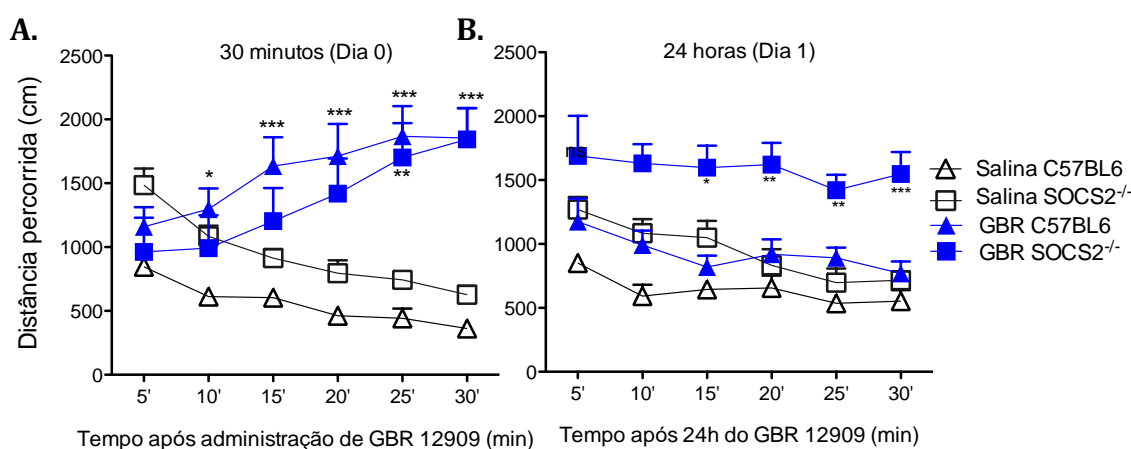 A.
30 minutos (Dia 0)
Distância percorrida (cm)
2500
2000
1500
1000
500
0
***
***
***
***
*
**
5'
10'
15'
20'
25'
30'
Tempo após administração de GBR 12909 (min)
B.
24 horas (Dia 1)
2500
2000
1500
1000
500
0
ns
*
**
**
***
5'
10'
15'
20'
25'
30'
Tempo após 24h do GBR 12909 (min)
Salina C57BL6
Salina SOCS2-/-
GBR C57BL6
GBR SOCS2-/-